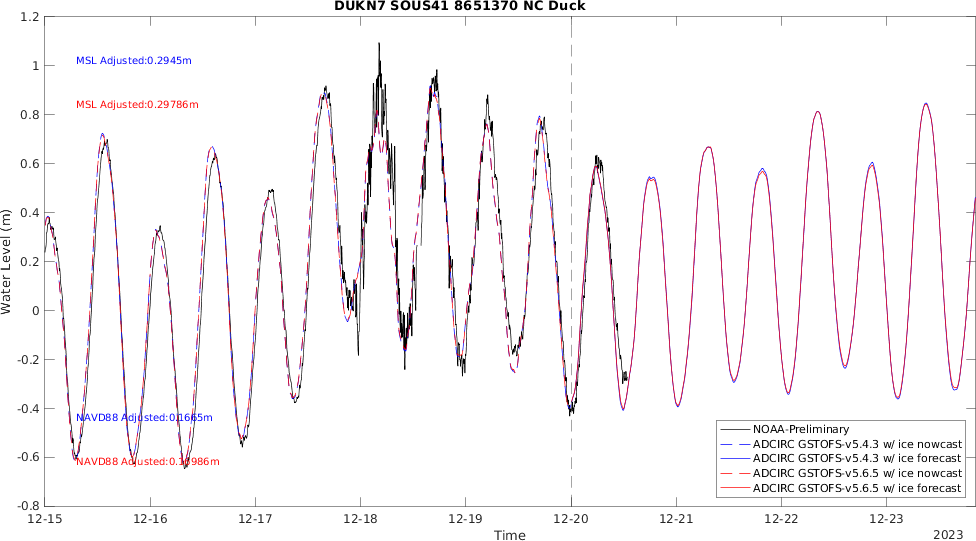 DUKN7 SOUS41 8651370 NC Duck
1.2
1
0.8
0.6
0.4
0.2
0
-0.2
-0.4
-0.6
-0.8
Water Level (m)
MSL Adjusted:0.2945m
MSL Adjusted:0.29786m
NAVD88 Adjusted:0.1665m
NAVD88 Adjusted:
NOAA-Preliminary
ADCIRC GSTOFS-v5.4.3 w/ ice nowcast
ADCIRC GSTOFS-v5.4.3 w/ ice forecast
ADCIRC GSTOFS-v5.6.5 w/ ice nowcast
ADCIRC GSTOFS-v5.6.5 w/ ice forecast
12-15 12-16 12-17 12-18 12-19 12-20 12-21 12-22 12-23
Time
2023